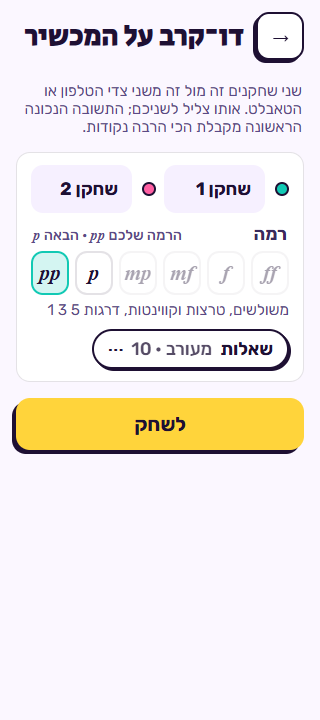 → דו־קרב על המכשיר
שני שחקנים זה מול זה משני צדי הטלפון או
הטאבלט. אותו צליל לשניכם; התשובה הנכונה
הראשונה מקבלת הכי הרבה נקודות.
שחקן 1 שחקן 2
רמה הרמה שלכם pp • הבאה p
ff f mf mp p pp
משולשים, טרצות וקווינטות, דרגות 5 3 1
שאלות מעורב • 10 ···
לשחק